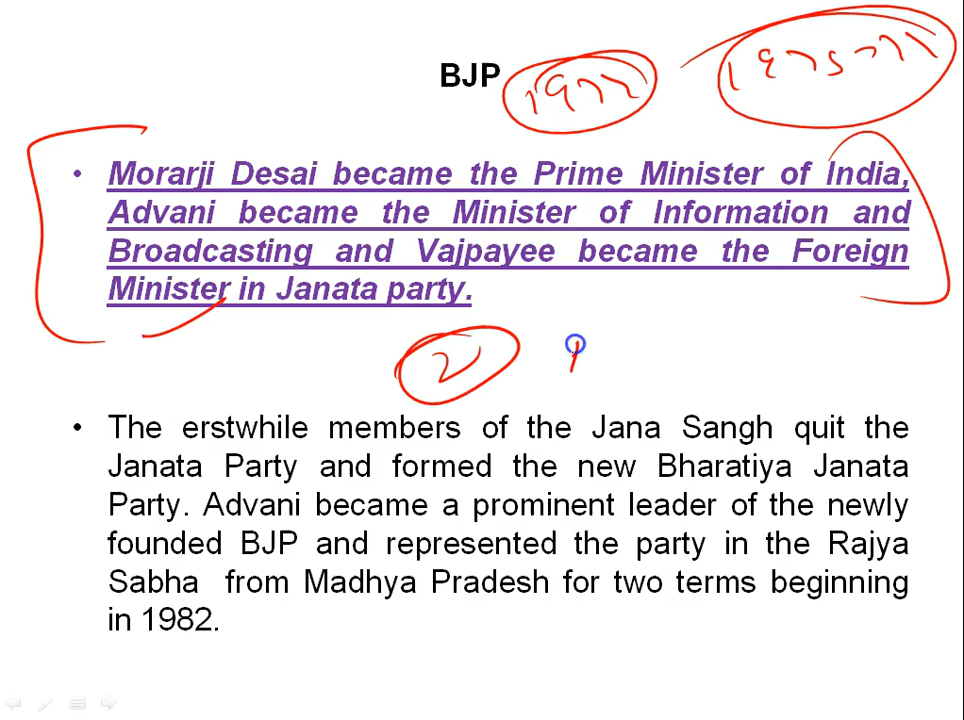 BJP 1977 1975-77
• Morarji Desai became the Prime Minister of India,
Advani became the Minister of Information and
Broadcasting and Vajpayee became the Foreign
Minister in Janata party.
2 1
• The erstwhile members of the Jana Sangh quit the
Janata Party and formed the new Bharatiya Janata
Party. Advani became a prominent leader of the newly
founded BJP and represented the party in the Rajya
Sabha from Madhya Pradesh for two terms beginning
in 1982.